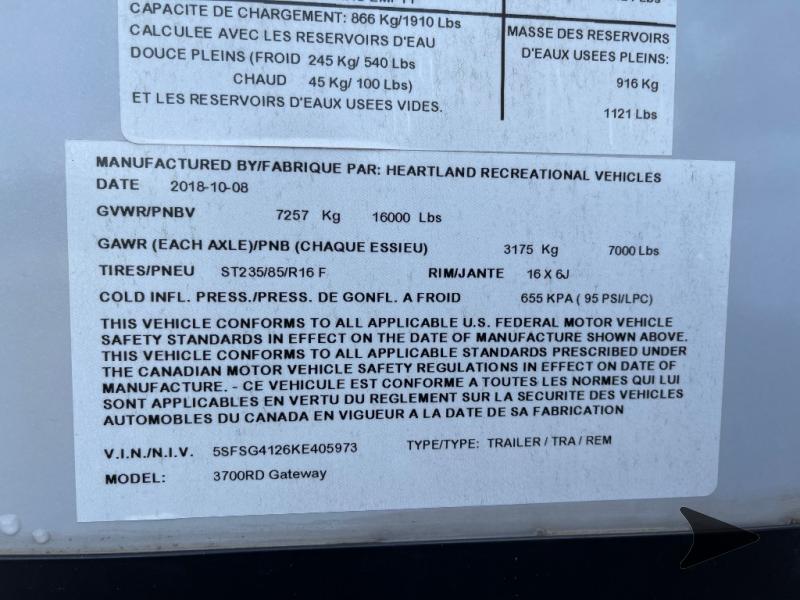 CAPACITE DE CHARGEMENT: 866 Kg/1910 Lbs
CALCULEE AVEC LES RESERVOIRS D'EAU
DOUCE PLEINS (FROID 245 Kg/ 540 Lbs
CHAUD 45 Kg/ 100 Lbs)
ET LES RESERVOIRS D'EAUX USEES VIDES.
MASSE DES RESERVOIRS
D'EAUX USEES PLEINS:
916 Kg
1121 Lbs
MANUFACTURED BY/FABRIQUE PAR: HEARTLAND RECREATIONAL VEHICLES
DATE 2018-10-08
GVWR/PNBV 7257 Kg 16000 Lbs
GAWR (EACH AXLE)/PNB (CHAQUE ESSIEU) 3175 Kg 7000 Lbs
TIRES/PNEU ST235/85/R16 F RIM/JANTE 16 X 6J
COLD INFL. PRESS./PRESS. DE GONFL. A FROID 655 KPA ( 95 PSI/LPC)
THIS VEHICLE CONFORMS TO ALL APPLICABLE U.S. FEDERAL MOTOR VEHICLE
SAFETY STANDARDS IN EFFECT ON THE DATE OF MANUFACTURE SHOWN ABOVE.
THIS VEHICLE CONFORMS TO ALL APPLICABLE STANDARDS PRESCRIBED UNDER
THE CANADIAN MOTOR VEHICLE SAFETY REGULATIONS IN EFFECT ON DATE OF
MANUFACTURE. - CE VEHICULE EST CONFORME A TOUTES LES NORMES QUI LUI
SONT APPLICABLES EN VERTU DU REGLEMENT SUR LA SECURITE DES VEHICLES
AUTOMOBILES DU CANADA EN VIGUEUR A LA DATE DE SA FABRICATION
V.I.N./N.I.V. 5SFSG4126KE405973 TYPE/TYPE: TRAILER / TRA / REM
MODEL: 3700RD Gateway